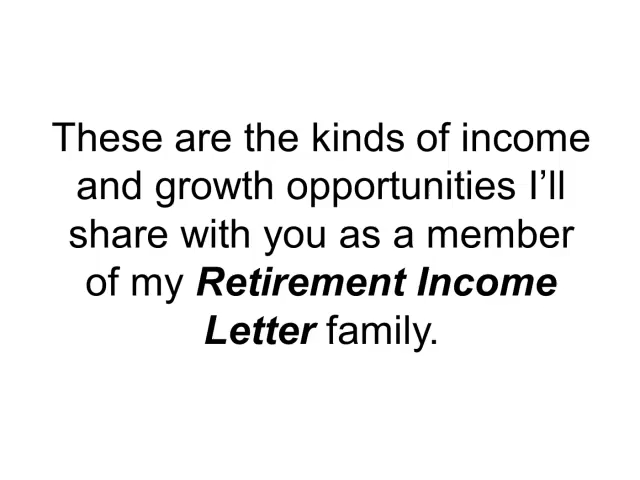 These are the kinds of income
and growth opportunities I’ll
share with you as a member
of my Retirement Income
Letter family.